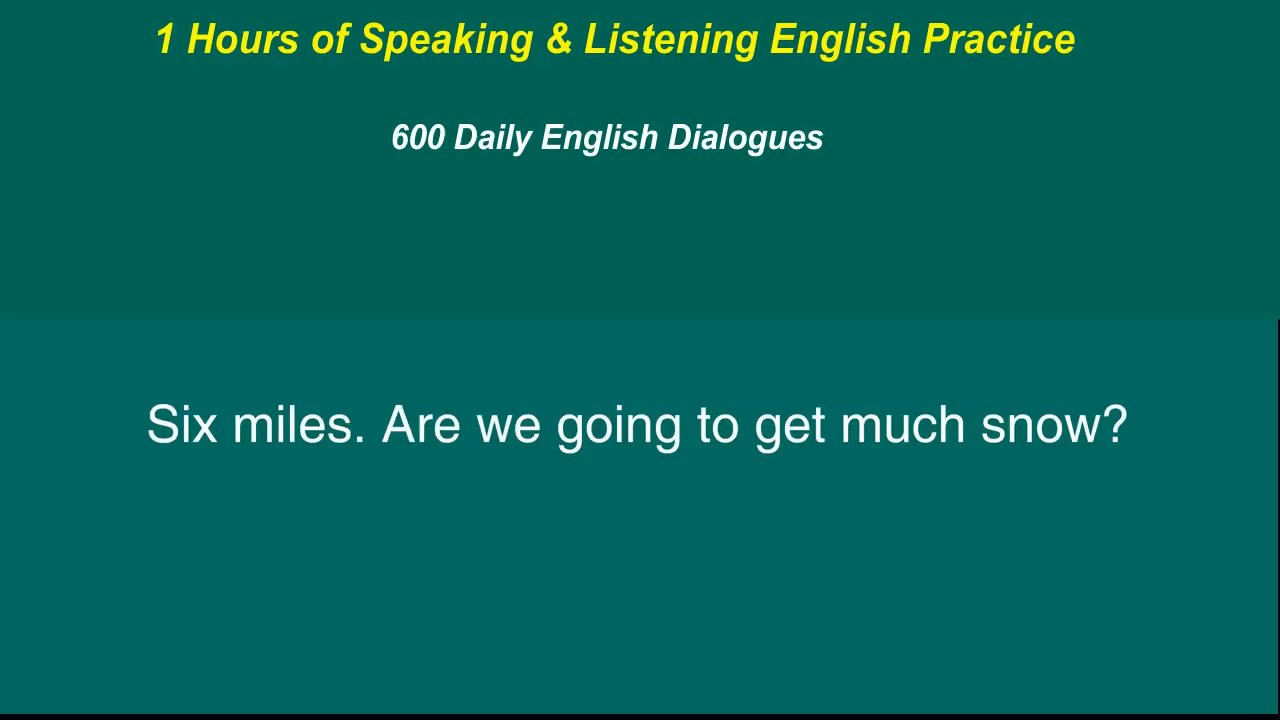 1 Hours of Speaking & Listening English Practice
600 Daily English Dialogues
Six miles. Are we going to get much snow?